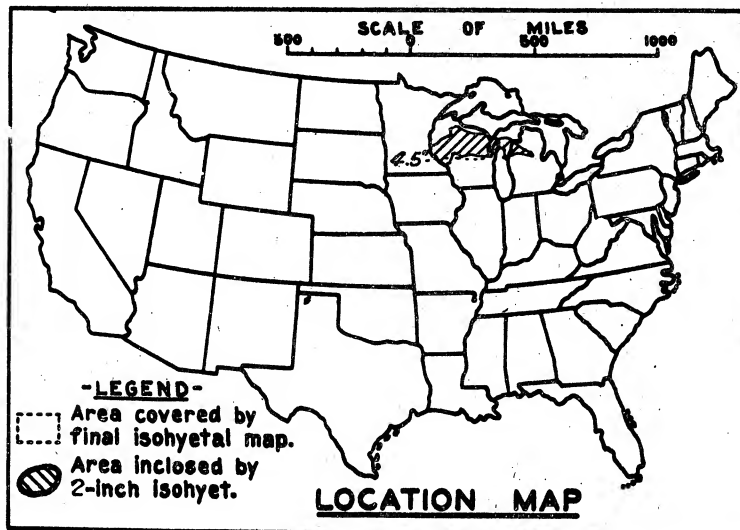 SCALE OF MILES
500 0 500 1000
4.5"
-LEGEND-
Area covered by
final isohyetal map.
Area inclosed by
2-inch isohyet.
LOCATION MAP